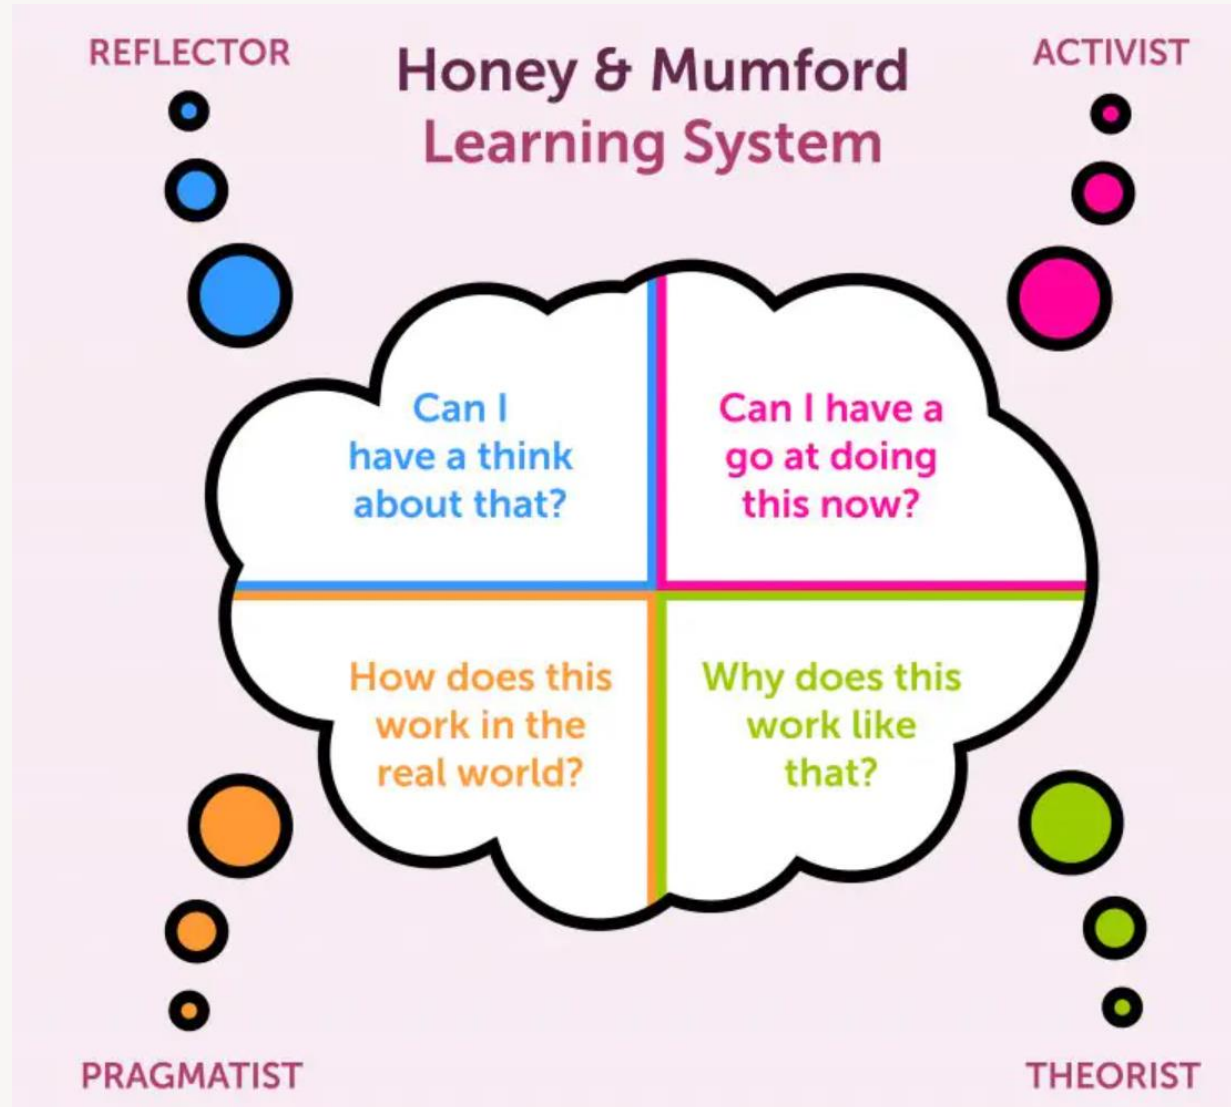 REFLECTOR
Honey & Mumford
Learning System
ACTIVIST
Can I
have a think
about that?
Can I have a
go at doing
this now?
How does this
work in the
real world?
Why does this
work like
that?
PRAGMATIST
THEORIST